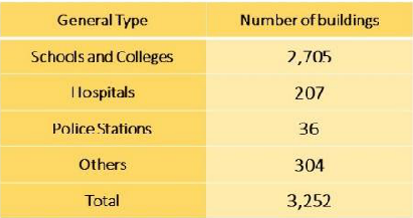 General Type Number of buildings
Schools and Colleges 2,705
Hospitals 207
Police Stations 36
Others 304
Total 3,252